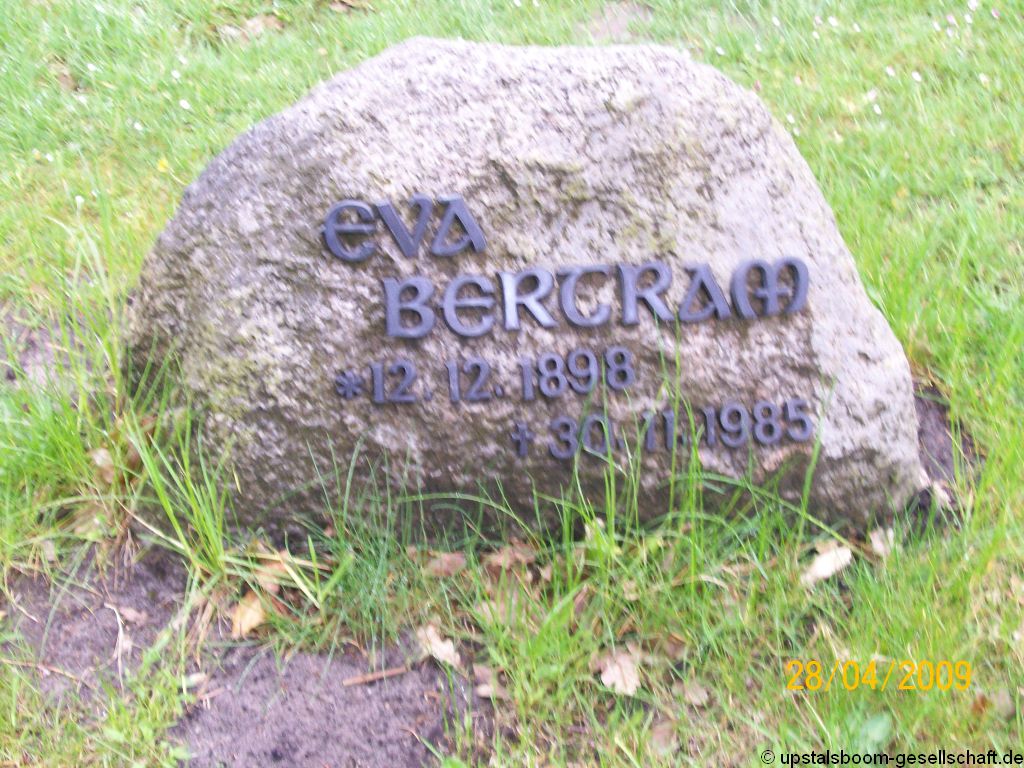 EVA
BERTRAM
*12.12.1898
†30.11.1985
28/04/2009
© upstalsboom-gesellschaft.de